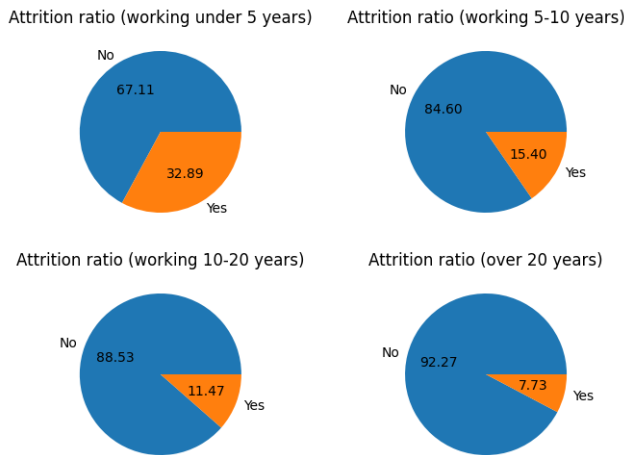 Attrition ratio (working under 5 years)
No
67.11
32.89
Yes
Attrition ratio (working 5-10 years)
No
84.60
15.40
Yes
Attrition ratio (working 10-20 years)
No
88.53
11.47
Yes
Attrition ratio (over 20 years)
No
92.27
7.73
Yes